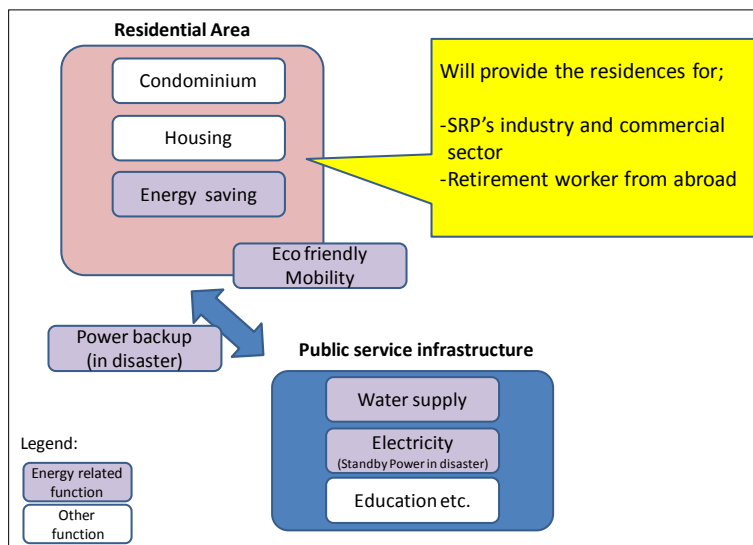 Residential Area
Condominium
Housing
Energy saving
Eco friendly
Mobility
Will provide the residences for;
-SRP's industry and commercial
sector
-Retirement worker from abroad
Power backup
(in disaster)
Public service infrastructure
Water supply
Electricity
(Standby Power in disaster)
Education etc.
Legend:
Energy related
function
Other
function